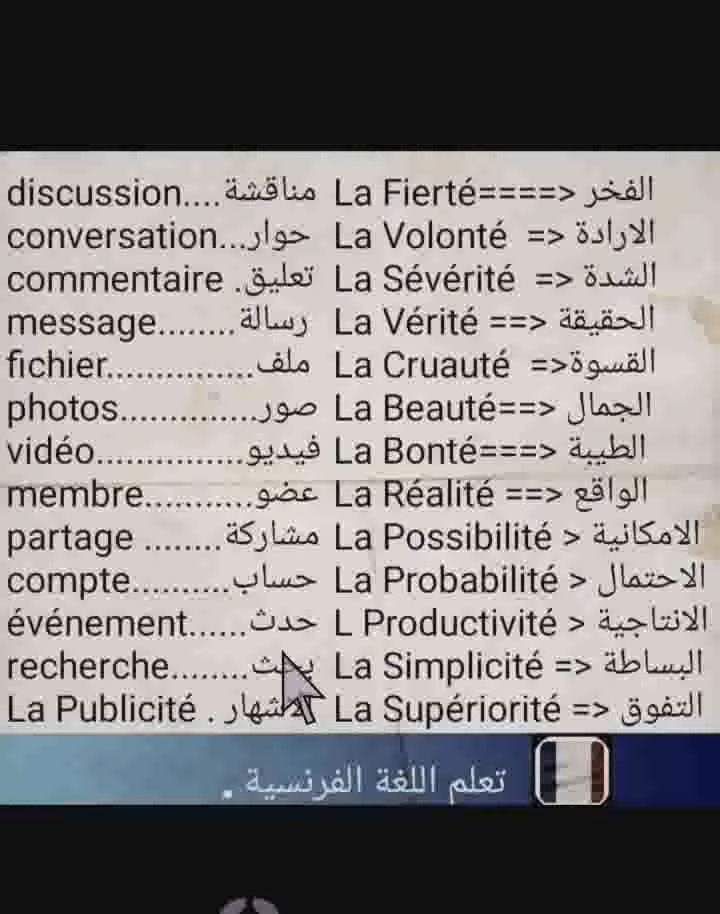 discussion....مناقشة La Fierté====> الفخر
conversation...حوار La Volonté => الارادة
commentaire .تعليق La Sévérité => الشدة
message........رسالة La Vérité ==> الحقيقة
fichier...............ملف La Cruauté =>القسوة
photos..............صور La Beauté==> الجمال
vidéo...............فيديو La Bonté===> الطيبة
membre...........عضو La Réalité ==> الواقع
partage ........مشاركة La Possibilité > الامكانية
compte..........حساب La Probabilité > الاحتمال
événement......حدث L Productivité > الانتاجية
recherche........بحث La Simplicité => البساطة
La Publicité . الاشهار La Supériorité => التفوق
تعلم اللغة الفرنسية .